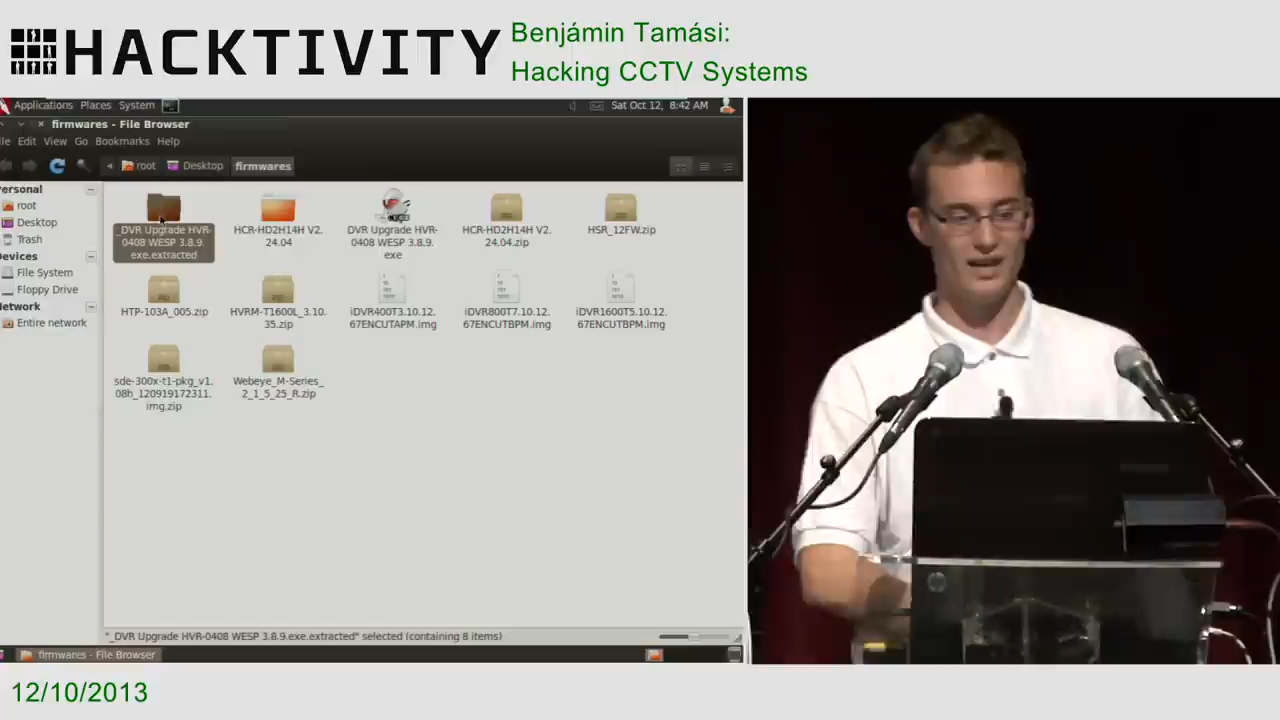 HACKTIVITY
Benjámin Tamási:
Hacking CCTV Systems
Applications Places System
Sat Oct 12, 8:42 AM
firmwares - File Browser
ile Edit View Go Bookmarks Help
root Desktop firmwares
Personal
root
Desktop
Trash
Devices
File System
Floppy Drive
Network
Entire network
_DVR Upgrade HVR-
0408 WESP 3.8.9.
exe.extracted
HCR-HD2H14H V2.
24.04
DVR Upgrade HVR-
0408 WESP 3.8.9.
exe
HCR-HD2H14H V2.
24.04.zip
HSR_12FW.zip
HTP-103A_005.zip
HVRM-T1600L_3.10.
35.zip
iDVR400T3.10.12.
67ENCUTAPM.img
iDVR800T7.10.12.
67ENCUTBPM.img
iDVR1600T5.10.12.
67ENCUTBPM.img
sde-300x-t1-pkg_v1.
08h_120919172311.
img.zip
Webeye_M-Series_
2_1_5_25_R.zip
"_DVR Upgrade HVR-0408 WESP 3.8.9.exe.extracted" selected (containing 8 items)
firmwares - File Browser
12/10/2013